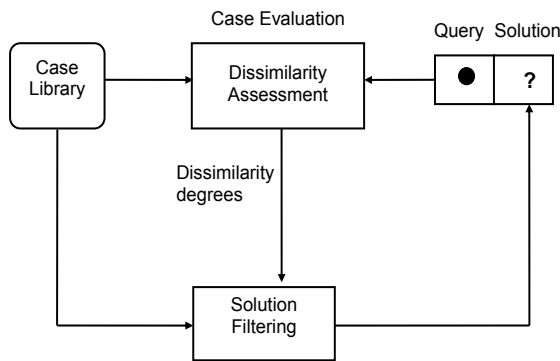 Case Evaluation
Query Solution
Case
Library
Dissimilarity
Assessment
?
Dissimilarity
degrees
Solution
Filtering